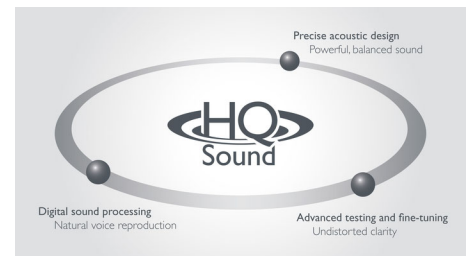 Precise acoustic design
Powerful, balanced sound
HQ
Sound
Digital sound processing
Natural voice reproduction
Advanced testing and fine-tuning
Undistorted clarity